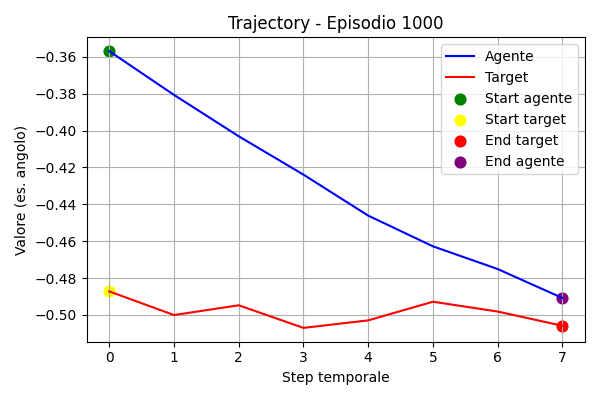 Trajectory - Episodio 1000
Valore (es. angolo)
−0.36
−0.38
−0.40
−0.42
−0.44
−0.46
−0.48
−0.50
Agente
Target
Start agente
Start target
End target
End agente
0 1 2 3 4 5 6 7
Step temporale